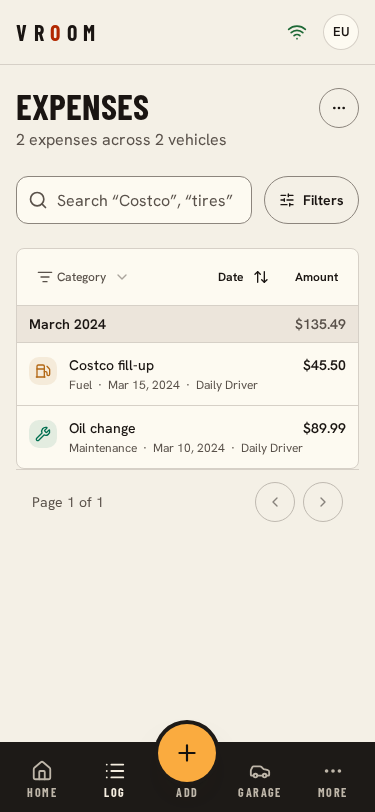 VROOM
EU
EXPENSES
2 expenses across 2 vehicles
Search “Costco”, “tires”
Filters
Category Date Amount
March 2024 $135.49
Costco fill-up $45.50
Fuel · Mar 15, 2024 · Daily Driver
Oil change $89.99
Maintenance · Mar 10, 2024 · Daily Driver
Page 1 of 1
HOME LOG ADD GARAGE MORE